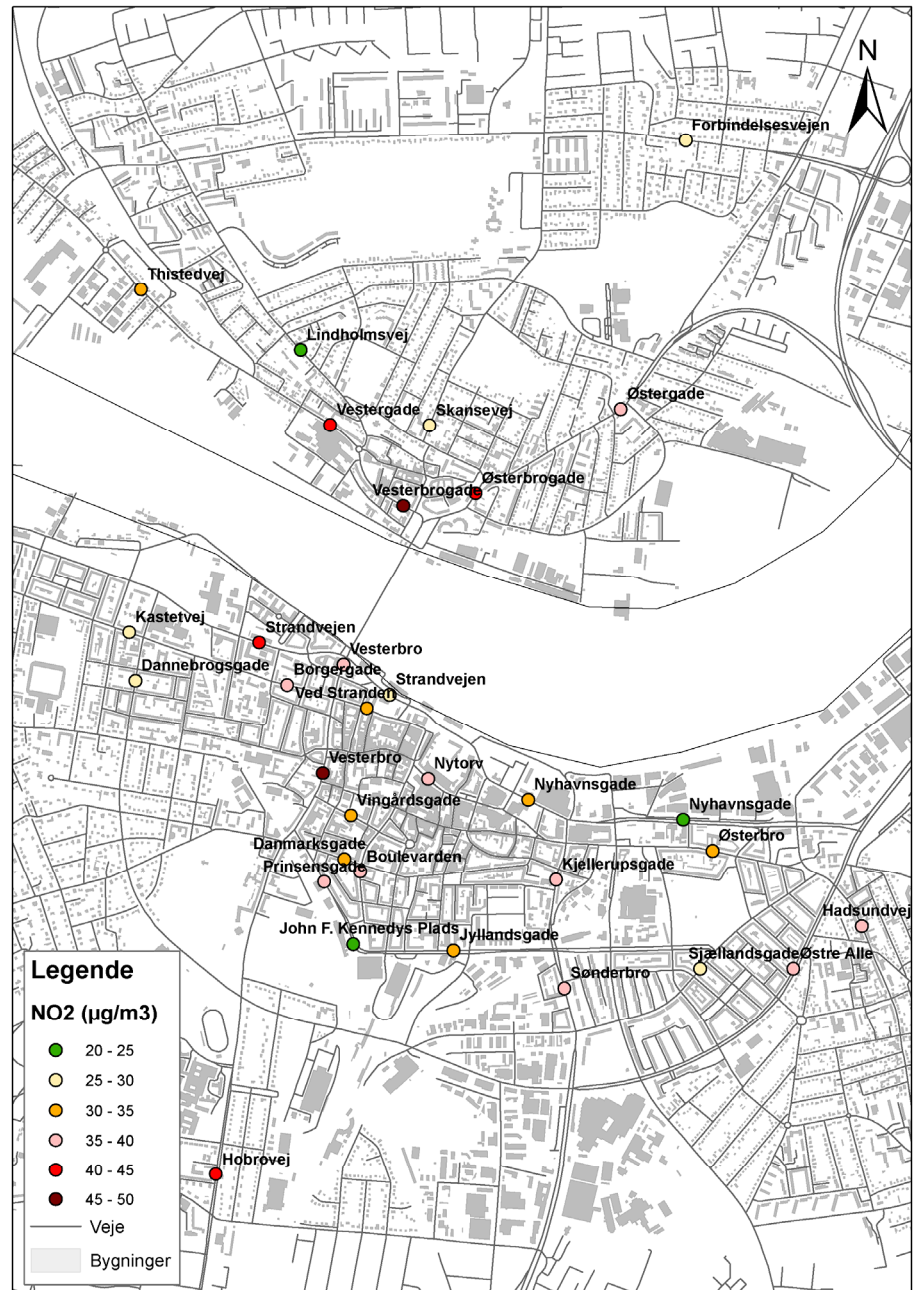 N
Forbindelsesvejen
Thistedvej
Lindholmsvej
Østergade
Vestergade
Skansevej
Østerbrogade
Vesterbrogade
Kastetvej
Strandvejen
Vesterbro
Dannebrogsgade
Borgergade
Strandvejen
Ved Stranden
Vesterbro
Nytorv
Nyhavnsgade
Vingårdsgade
Nyhavnsgade
Danmarksgade
Østerbro
Boulevarden
Prinsensgade
Kjellerupsgade
Hadsundvej
John F. Kennedys Plads
Jyllandsgade
Sjællandsgade
Østre Alle
Sønderbro
Hobrovej
Legende
NO2 (µg/m3)
20 - 25
25 - 30
30 - 35
35 - 40
40 - 45
45 - 50
Veje
Bygninger